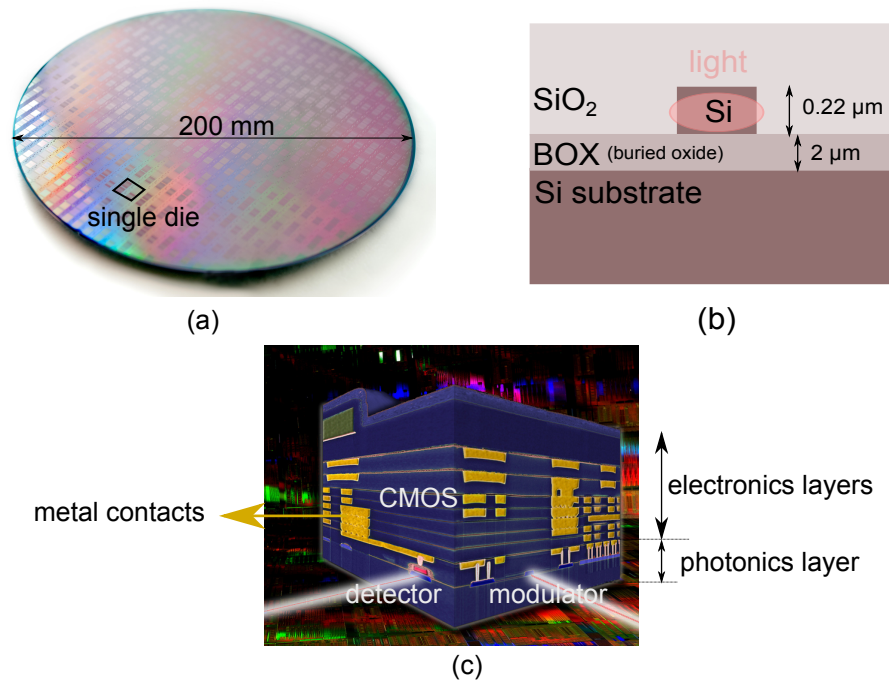 200 mm
single die
(a)
light
SiO₂
Si
0.22 μm
BOX (buried oxide)
2 μm
Si substrate
(b)
CMOS
metal contacts
electronics layers
photonics layer
detector
modulator
(c)